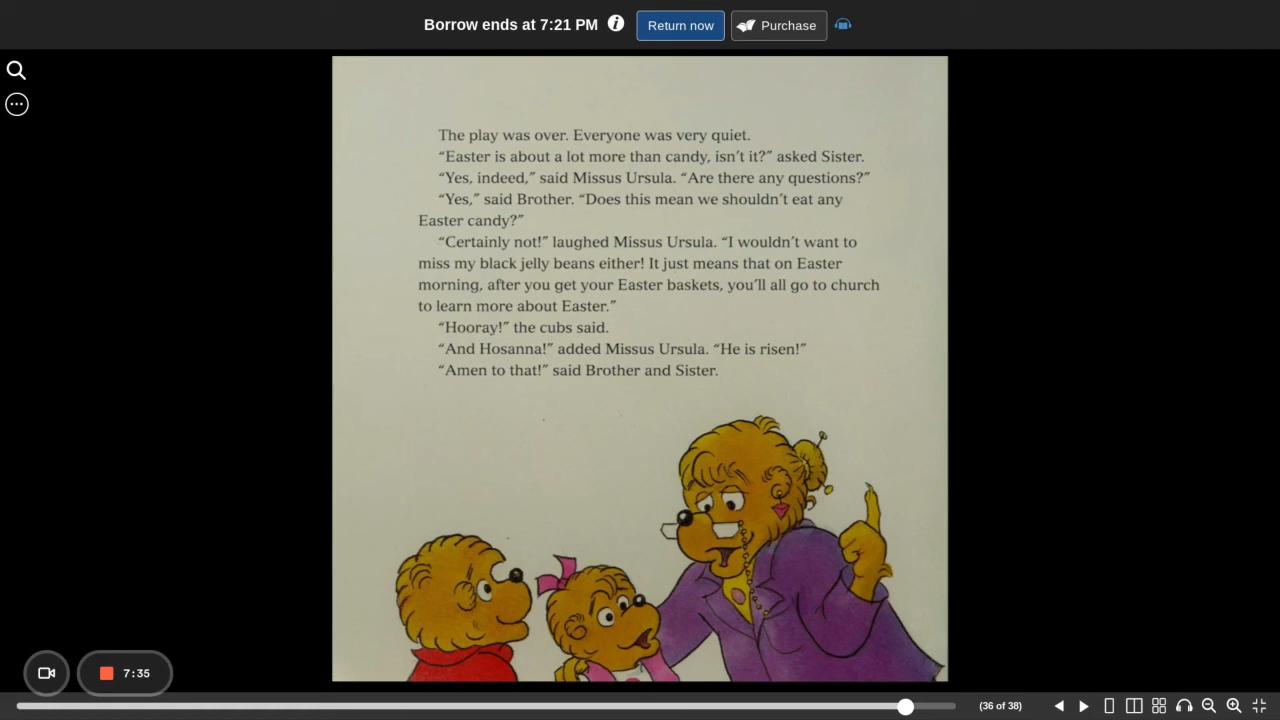 Borrow ends at 7:21 PM
Return now
Purchase
The play was over. Everyone was very quiet.
“Easter is about a lot more than candy, isn’t it?” asked Sister.
“Yes, indeed,” said Missus Ursula. “Are there any questions?”
“Yes,” said Brother. “Does this mean we shouldn’t eat any
Easter candy?”
“Certainly not!” laughed Missus Ursula. “I wouldn’t want to
miss my black jelly beans either! It just means that on Easter
morning, after you get your Easter baskets, you’ll all go to church
to learn more about Easter.”
“Hooray!” the cubs said.
“And Hosanna!” added Missus Ursula. “He is risen!”
“Amen to that!” said Brother and Sister.
7:35
(36 of 38)